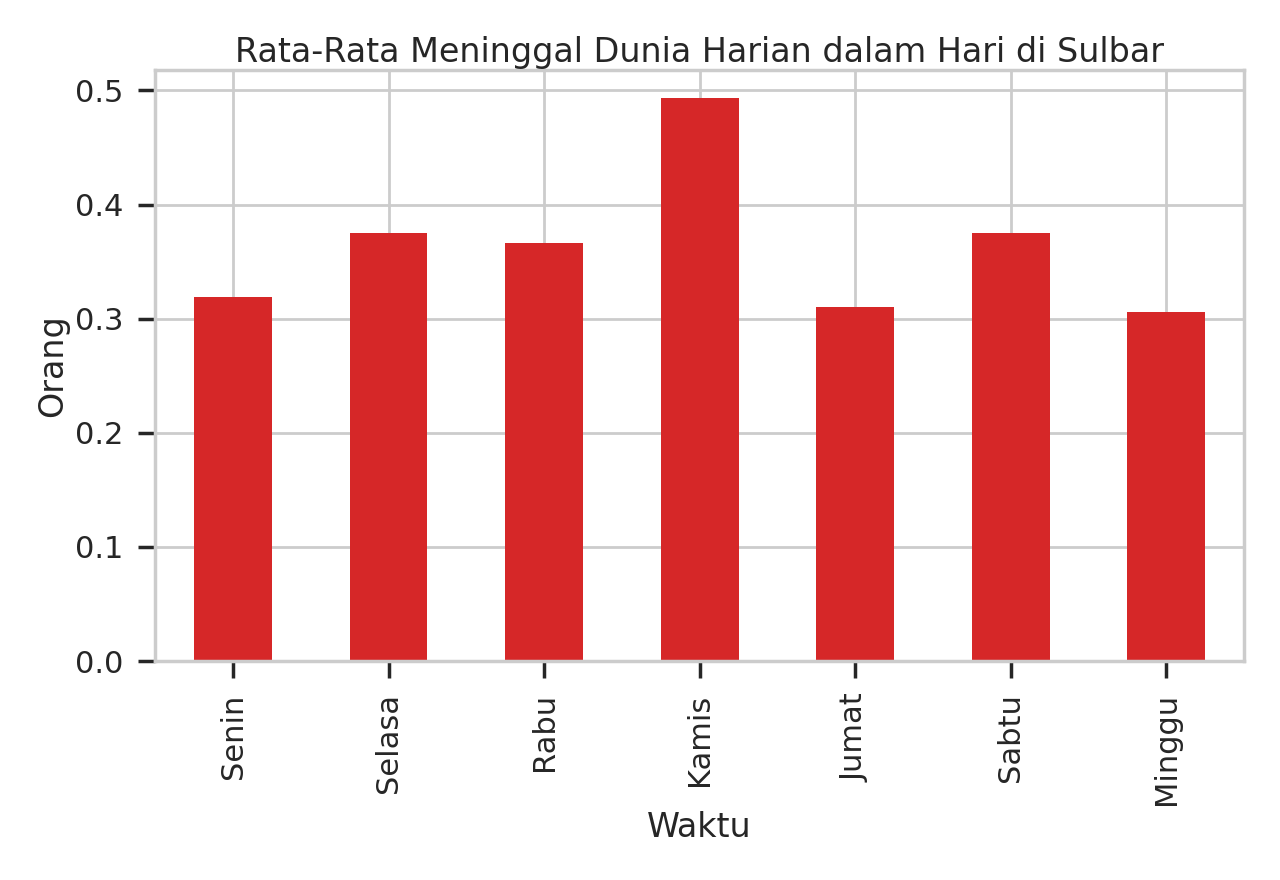 Rata-Rata Meninggal Dunia Harian dalam Hari di Sulbar
Orang
0.5
0.4
0.3
0.2
0.1
0.0
Senin
Selasa
Rabu
Kamis
Jumat
Sabtu
Minggu
Waktu